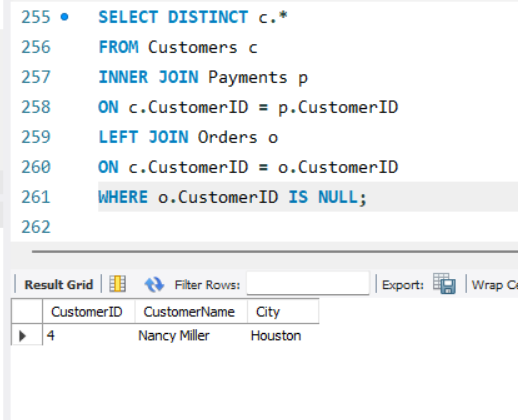 255 SELECT DISTINCT c.*
256 FROM Customers c
257 INNER JOIN Payments p
258 ON c.CustomerID = p.CustomerID
259 LEFT JOIN Orders o
260 ON c.CustomerID = o.CustomerID
261 WHERE o.CustomerID IS NULL;
262
Result Grid Filter Rows: Export: Wrap Ce
CustomerID CustomerName City
4 Nancy Miller Houston